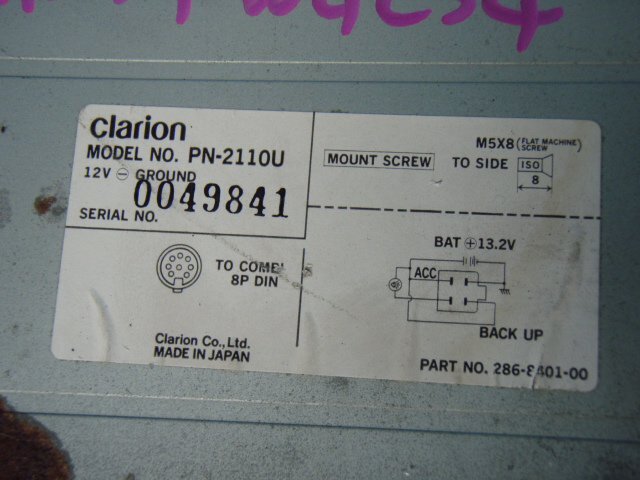 Clarion
MODEL NO. PN-2110U
12V ⊖ GROUND
0049841
SERIAL NO.
TO COMB'
8P DIN
Clarion Co., Ltd.
MADE IN JAPAN
M5X8 (FLAT MACHINE SCREW)
MOUNT SCREW TO SIDE ISO
8
BAT ⊕ 13.2V
ACC
BACK UP
PART NO. 286-8401-00